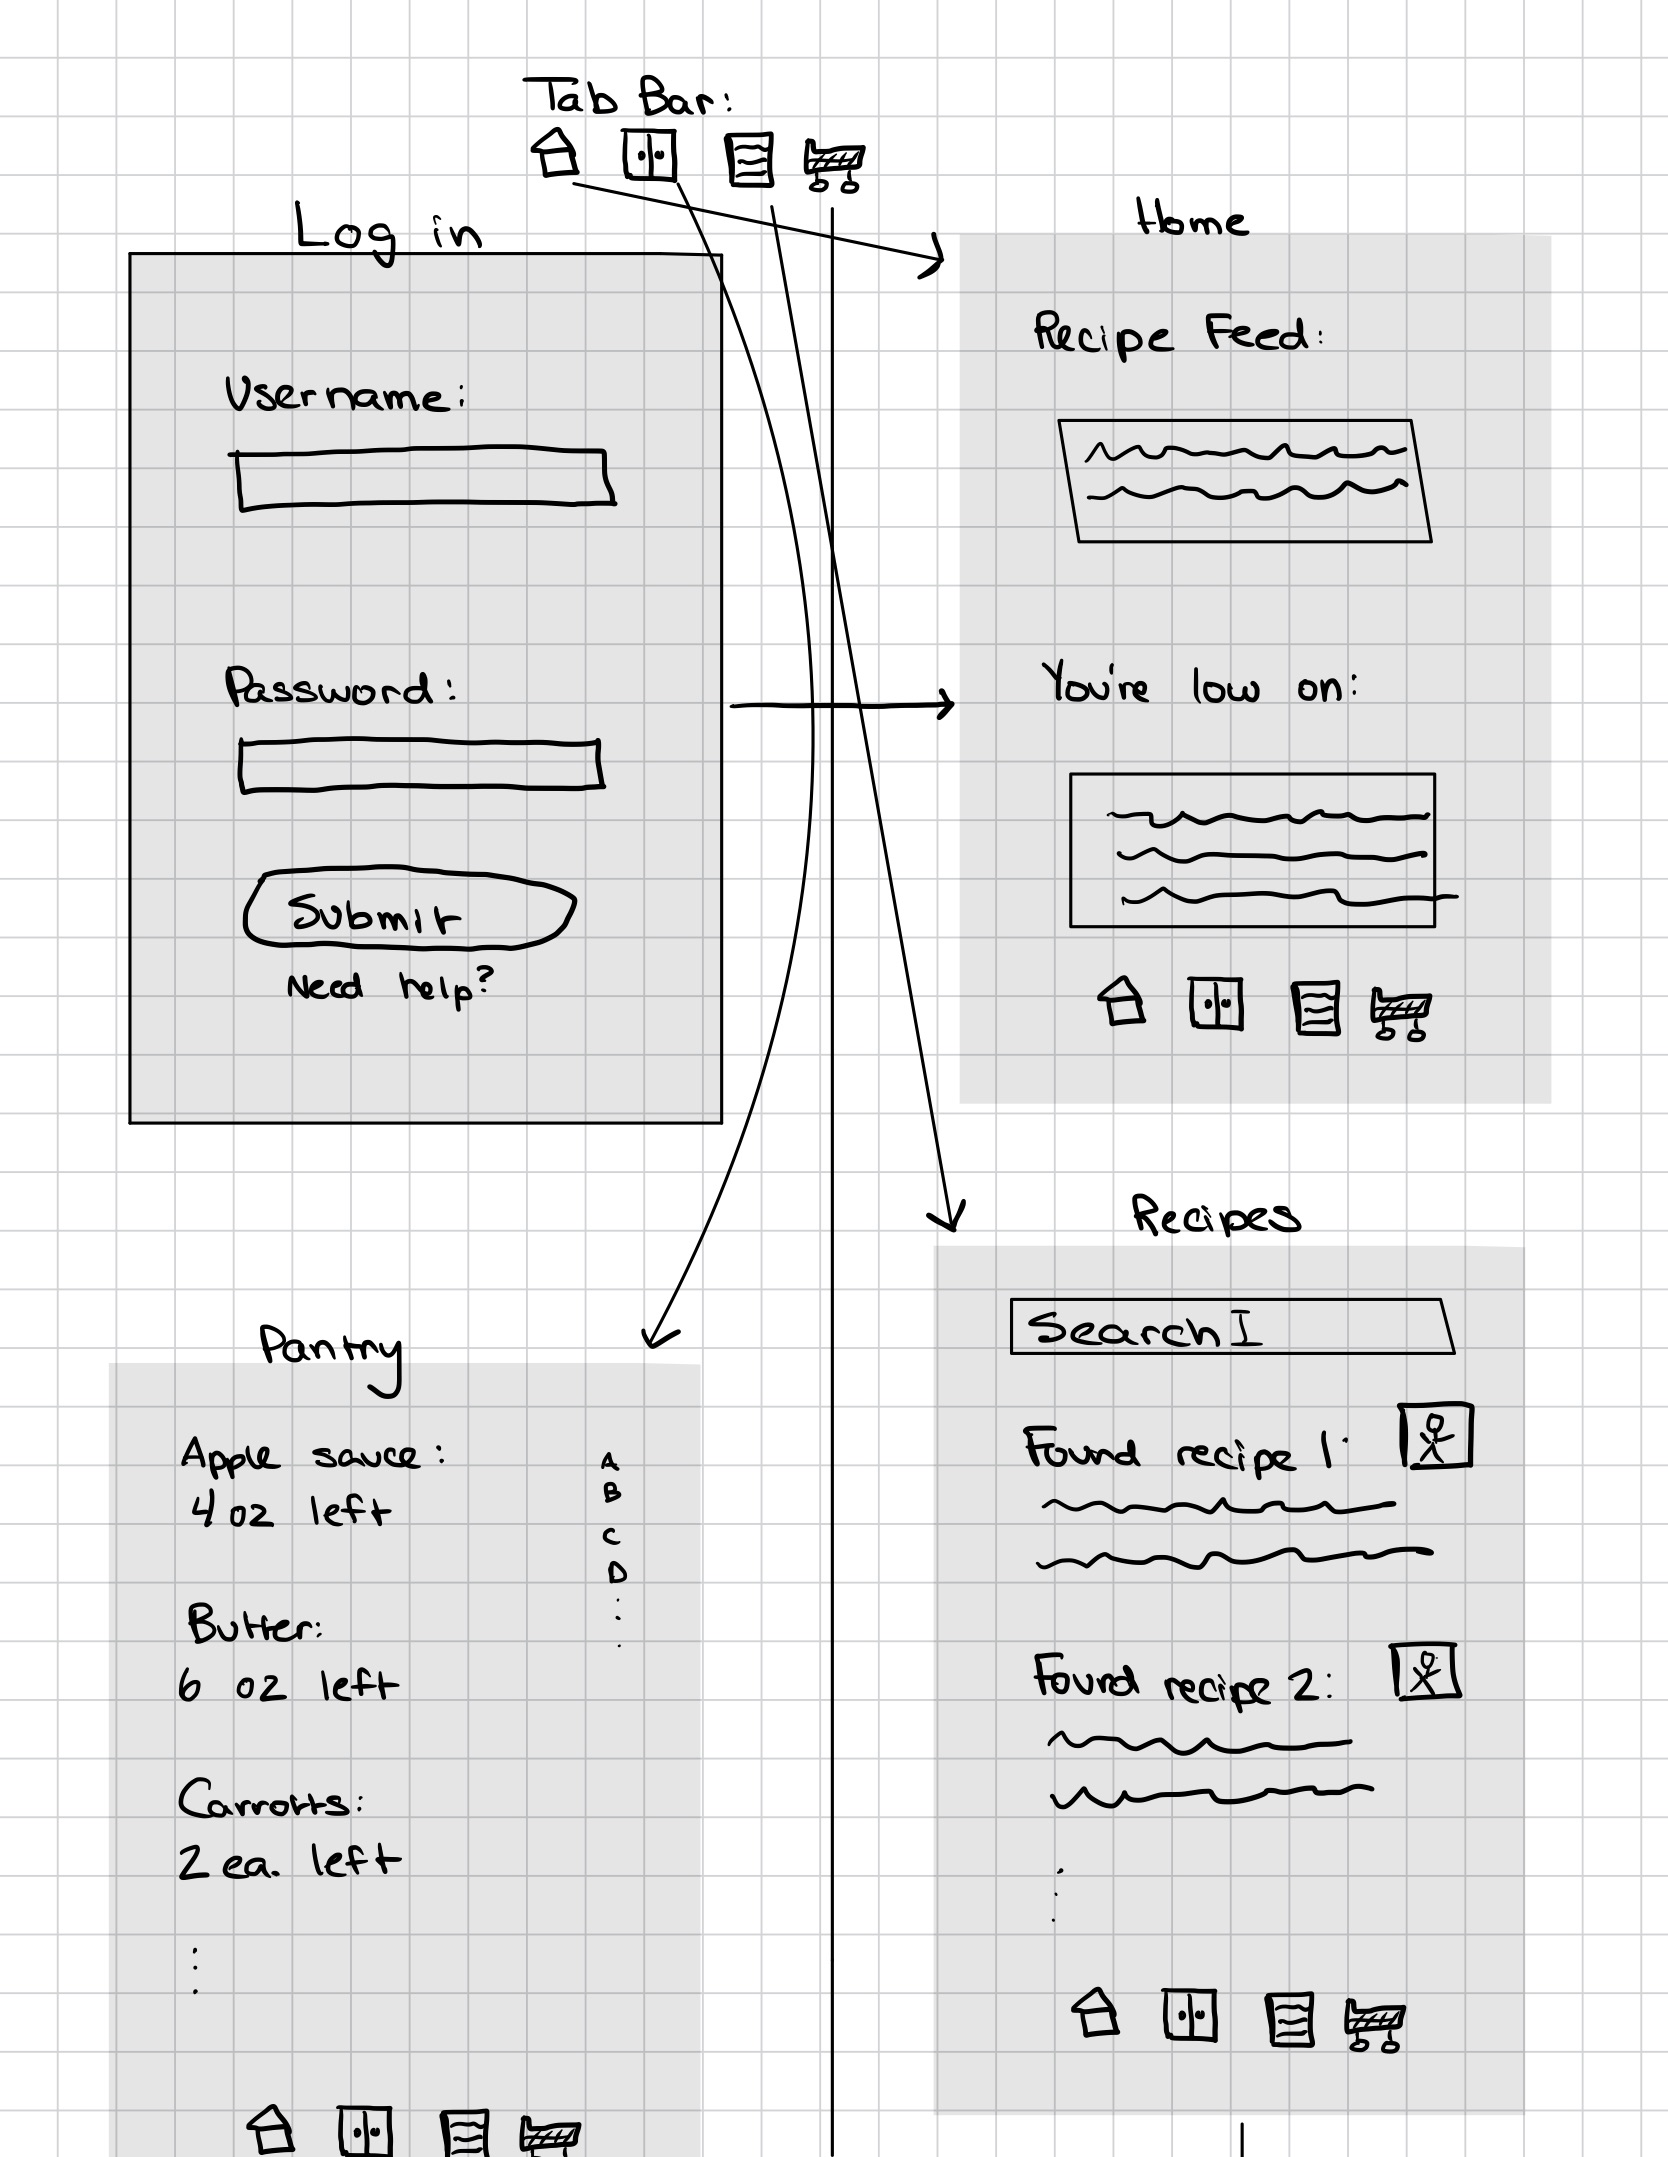 Tab Bar:
Log in
Username:
Password:
Submit
Need help?
Home
Recipe Feed:
You're low on:
Pantry
Apple sauce:
4 oz left
Butter:
6 oz left
Carrotts:
2 ea. left
A
B
C
D
Recipes
Search
Found recipe 1:
Found recipe 2: